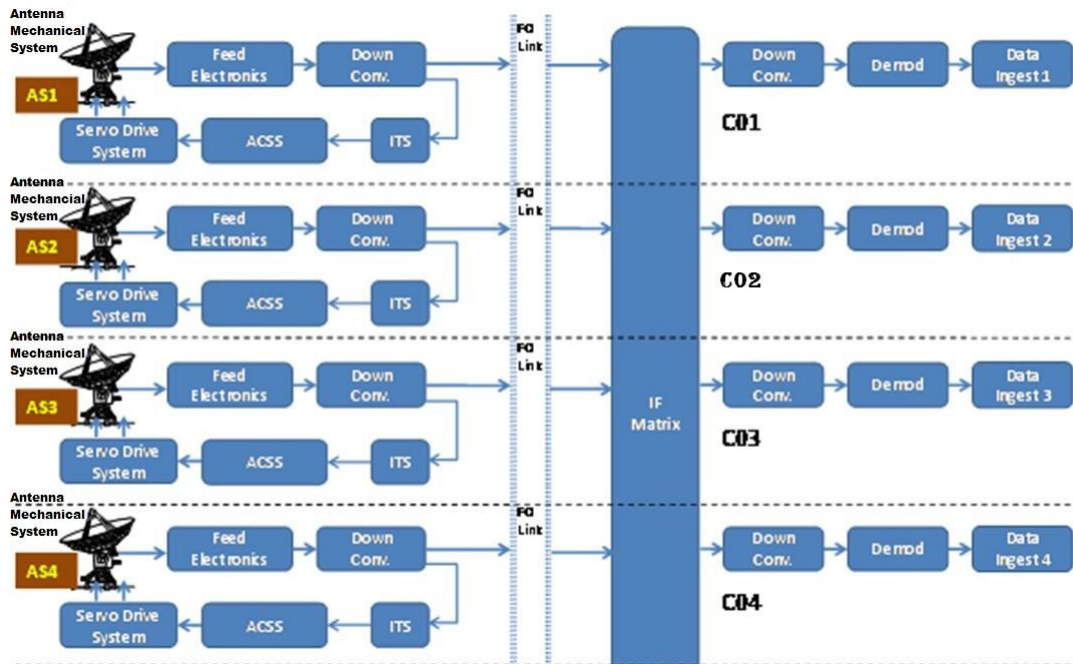 Antenna
Mechanical
System
AS1
Feed
Electronics
Down
Conv.
FO
Link
Servo Drive
System
ACSS
ITS
Down
Conv.
Demod
Data
Ingest 1
C01
Antenna
Mechancial
System
AS2
Feed
Electronics
Down
Conv.
FO
Link
Servo Drive
System
ACSS
ITS
Down
Conv.
Demod
Data
Ingest 2
C02
Antenna
Mechanical
System
AS3
Feed
Electronics
Down
Conv.
FO
Link
Servo Drive
System
ACSS
ITS
IF
Matrix
Down
Conv.
Demod
Data
Ingest 3
C03
Antenna
Mechanical
System
AS4
Feed
Electronics
Down
Conv.
FO
Link
Servo Drive
System
ACSS
ITS
Down
Conv.
Demod
Data
Ingest 4
C04